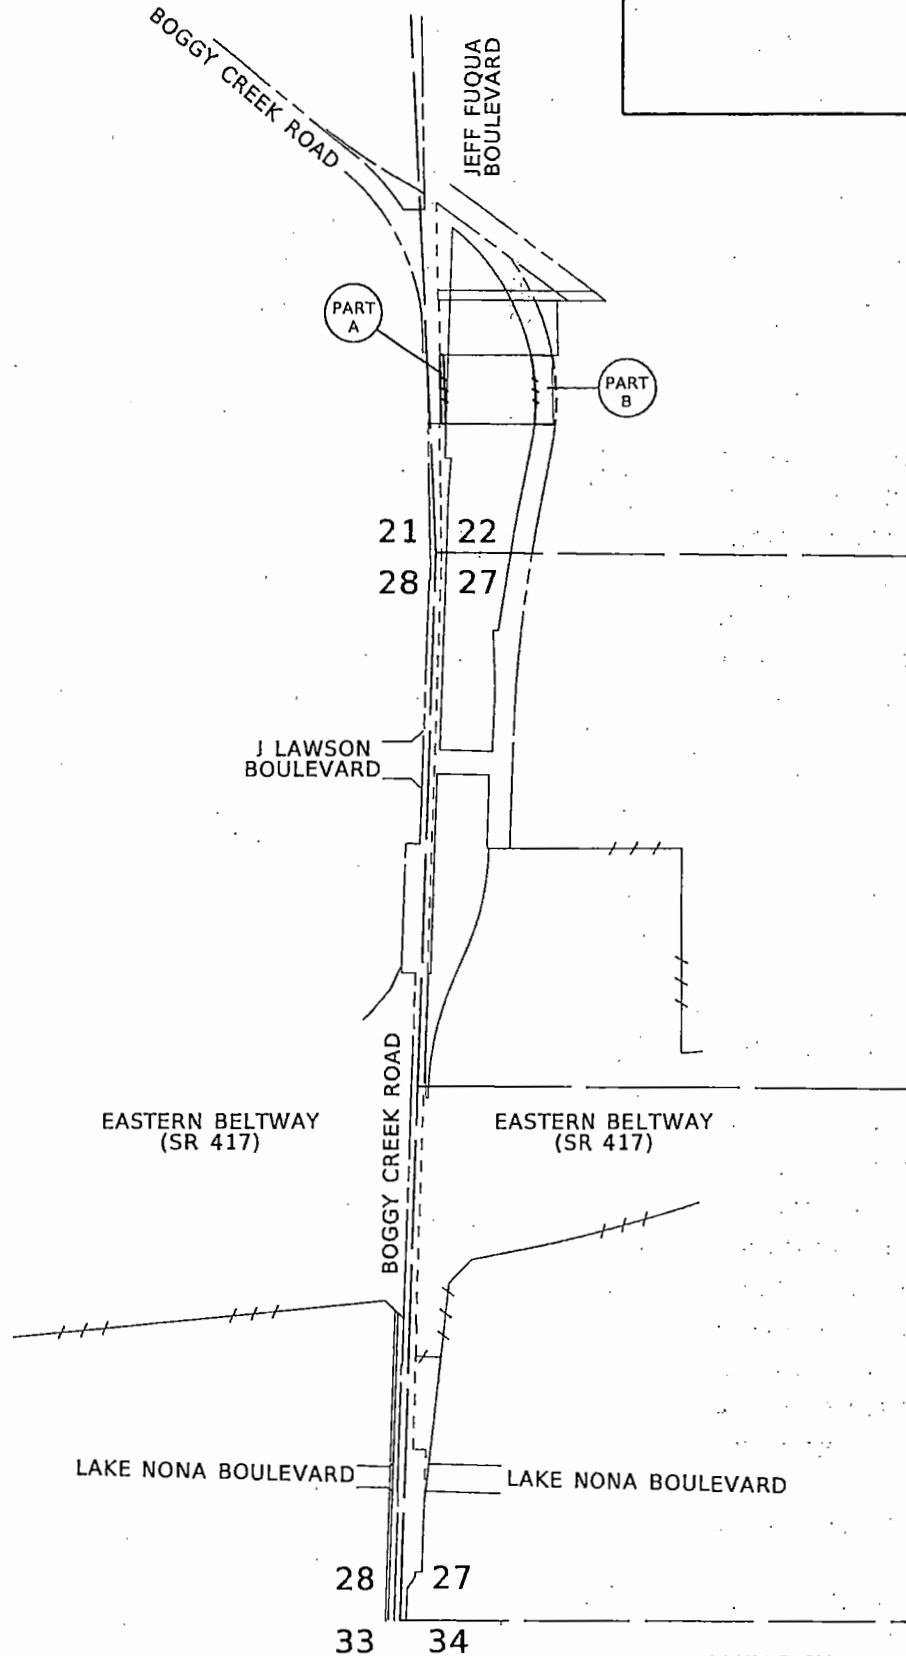 BOGGY CREEK ROAD
JEFF FUQUA
BOULEVARD
PART
A
PART
B
21 22
28 27
J LAWSON
BOULEVARD
BOGGY CREEK ROAD
EASTERN BELTWAY
(SR 417)
EASTERN BELTWAY
(SR 417)
LAKE NONA BOULEVARD
LAKE NONA BOULEVARD
28 27
33 34